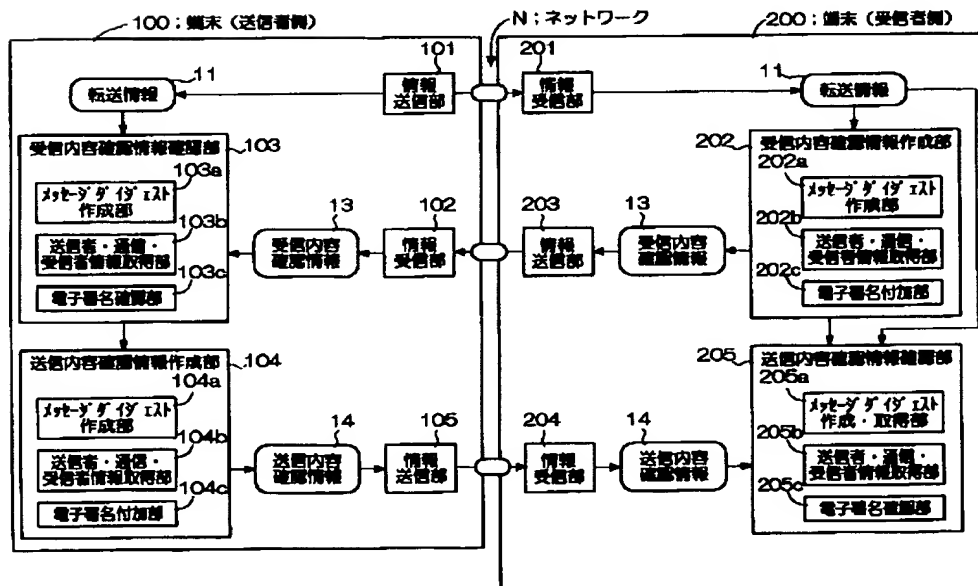 100；端末（送信者側）
N；ネットワーク
200；端末（受信者側）
11
転送情報
101
情報
送信部
201
情報
受信部
11
転送情報
受信内容確認情報確認部
103
103a
メッセージダイジェスト
作成部
103b
送信者・通信・
受信者情報取得部
103c
電子署名確認部
13
受信内容
確認情報
102
情報
受信部
203
情報
送信部
13
受信内容
確認情報
202
受信内容確認情報作成部
202a
メッセージダイジェスト
作成部
202b
送信者・通信・
受信者情報取得部
202c
電子署名付加部
送信内容確認情報作成部
104
104a
メッセージダイジェスト
作成部
104b
送信者・通信・
受信者情報取得部
104c
電子署名付加部
14
送信内容
確認情報
105
情報
送信部
204
情報
受信部
14
送信内容
確認情報
205
送信内容確認情報確認部
205a
メッセージダイジェスト
作成・取得部
205b
送信者・通信・
受信者情報取得部
205c
電子署名確認部